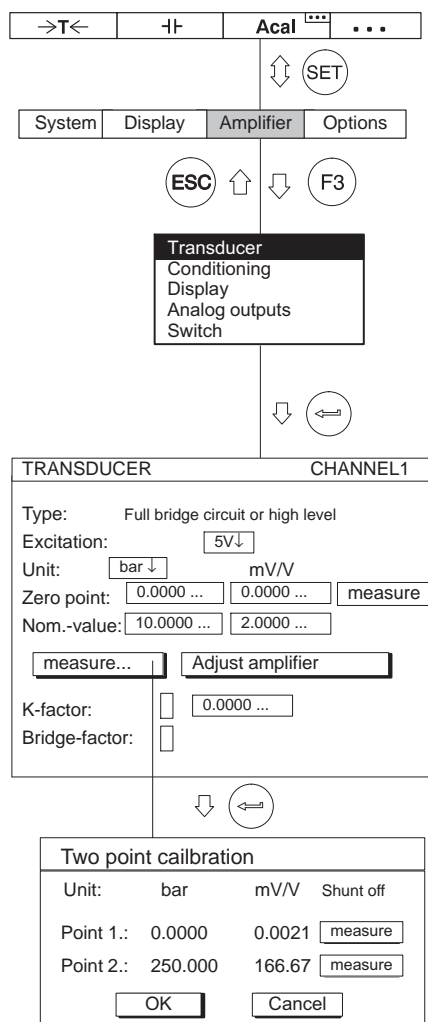 →T← ⊣⊢ Acal ...
SET
System Display Amplifier Options
ESC F3
Transducer
Conditioning
Display
Analog outputs
Switch
TRANSDUCER CHANNEL1
Type: Full bridge circuit or high level
Excitation: 5V↓
Unit: bar ↓ mV/V
Zero point: 0.0000 ... 0.0000 ... measure
Nom.-value: 10.0000 ... 2.0000 ...
measure... Adjust amplifier
K-factor: 0.0000 ...
Bridge-factor:
Two point cailbration
Unit: bar mV/V Shunt off
Point 1.: 0.0000 0.0021 measure
Point 2.: 250.000 166.67 measure
OK Cancel